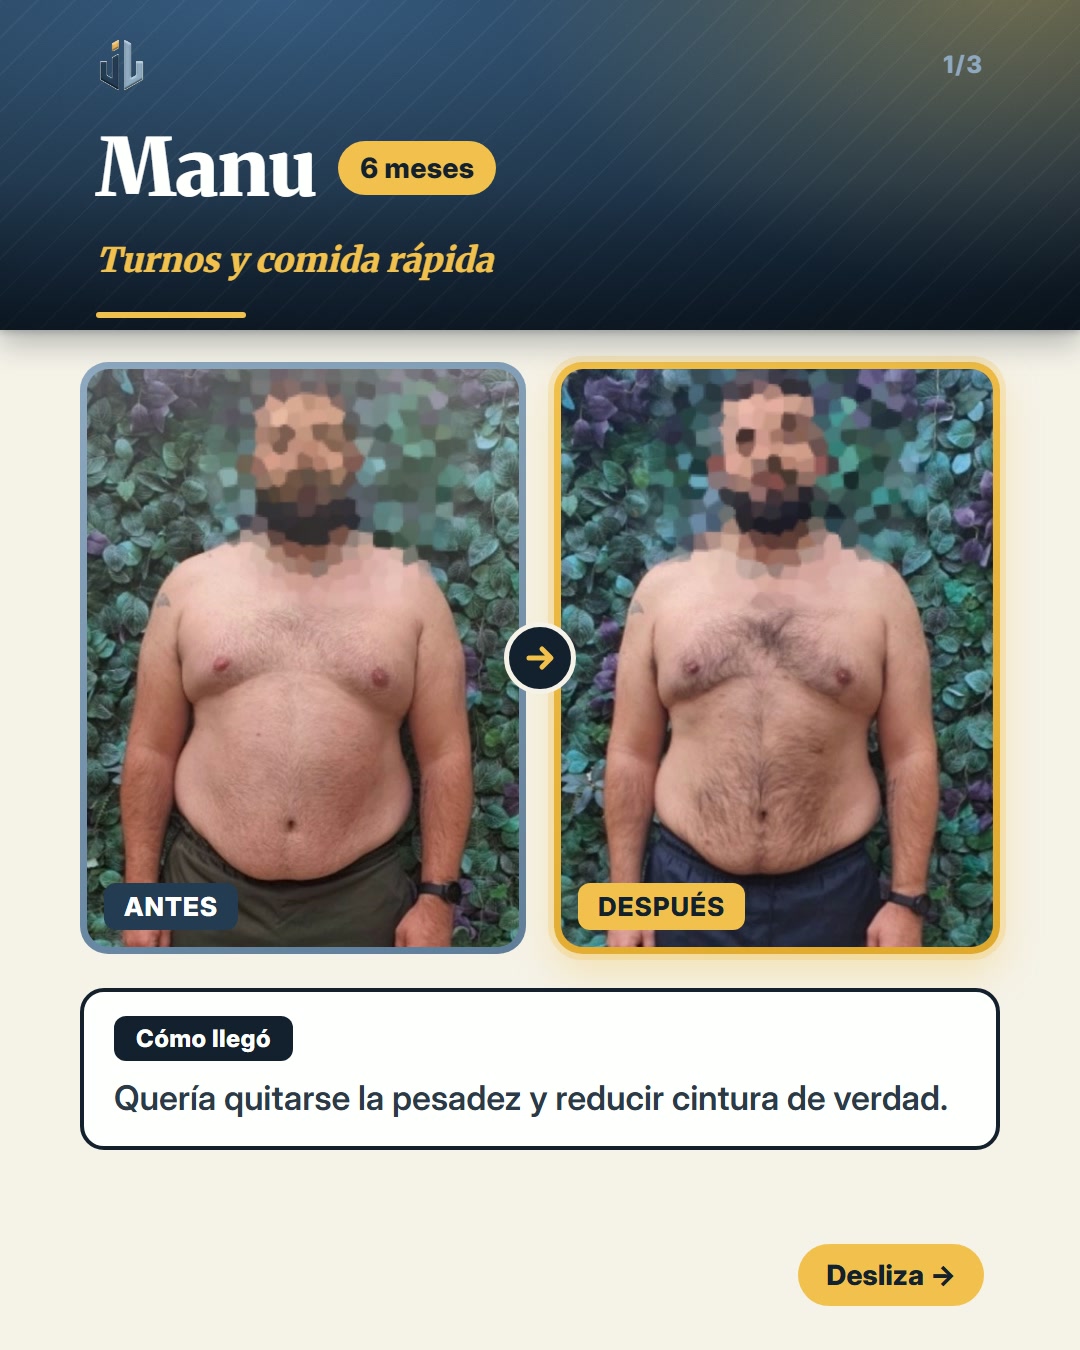 1/3
Manu
6 meses
Turnos y comida rápida
ANTES
DESPUÉS
Cómo llegó
Quería quitarse la pesadez y reducir cintura de verdad.
Desliza →